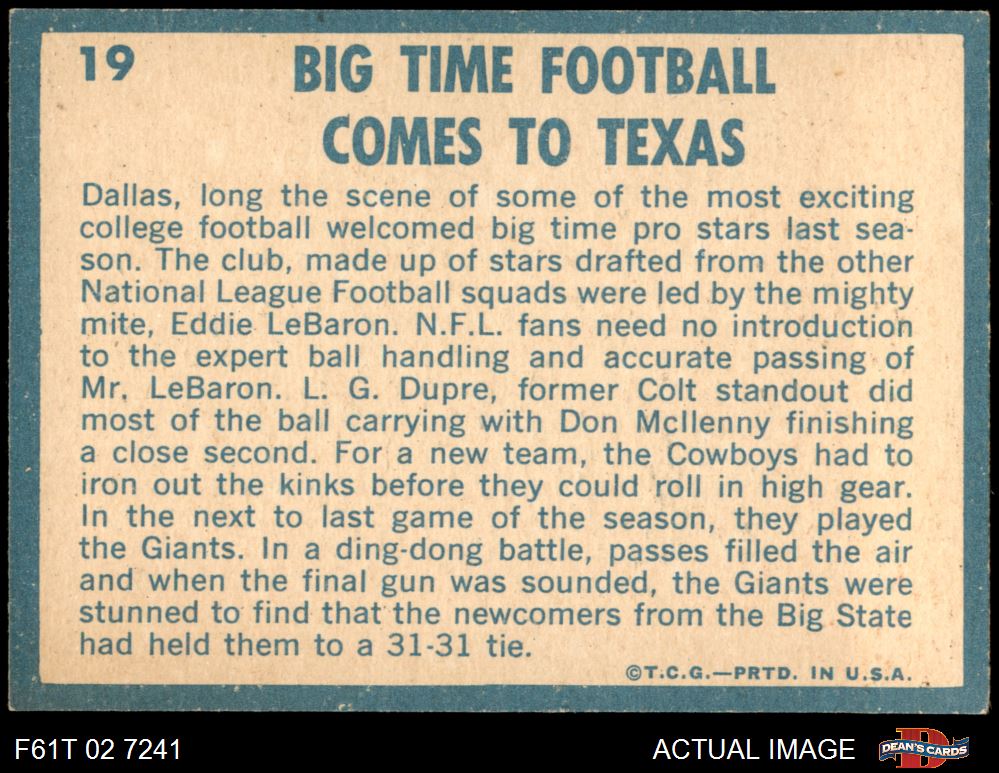 19
BIG TIME FOOTBALL
COMES TO TEXAS
Dallas, long the scene of some of the most exciting
college football welcomed big time pro stars last sea-
son. The club, made up of stars drafted from the other
National League Football squads were led by the mighty
mite, Eddie LeBaron. N.F.L. fans need no introduction
to the expert ball handling and accurate passing of
Mr. LeBaron. L. G. Dupre, former Colt standout did
most of the ball carrying with Don McIlenny finishing
a close second. For a new team, the Cowboys had to
iron out the kinks before they could roll in high gear.
In the next to last game of the season, they played
the Giants. In a ding-dong battle, passes filled the air
and when the final gun was sounded, the Giants were
stunned to find that the newcomers from the Big State
had held them to a 31-31 tie.
©T.C.G.—PRTD. IN U.S.A.
F61T 02 7241
ACTUAL IMAGE
D
DEAN'S CARDS